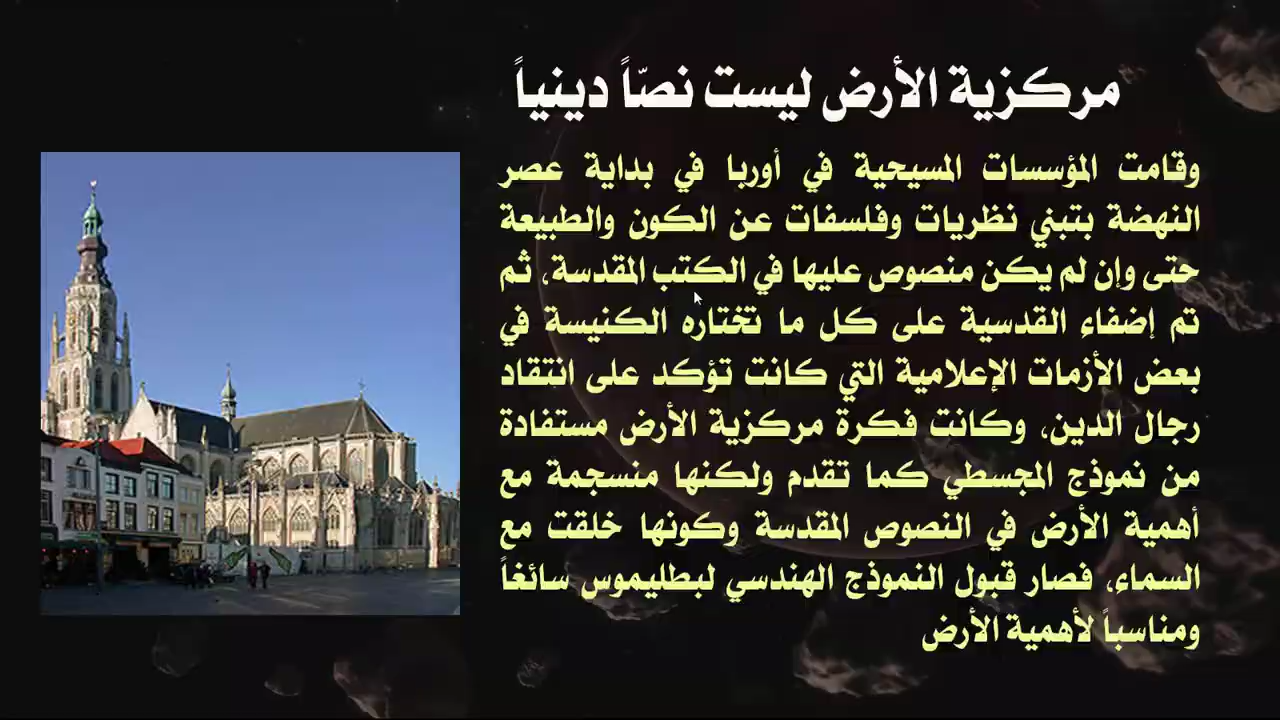 مركزية الأرض ليست نصّاً دينياً
وقامت المؤسسات المسيحية في أوربا في بداية عصر
النهضة بتبني نظريات وفلسفات عن الكون والطبيعة
حتى وإن لم يكن منصوص عليها في الكتب المقدسة، ثم
تم إضفاء القدسية على كل ما تختاره الكنيسة في
بعض الأزمات الإعلامية التي كانت تؤكد على انتقاد
رجال الدين، وكانت فكرة مركزية الأرض مستفادة
من نموذج المجسطي كما تقدم ولكنها منسجمة مع
أهمية الأرض في النصوص المقدسة وكونها خلقت مع
السماء، فصار قبول النموذج الهندسي لبطليموس سائغاً
ومناسباً لأهمية الأرض